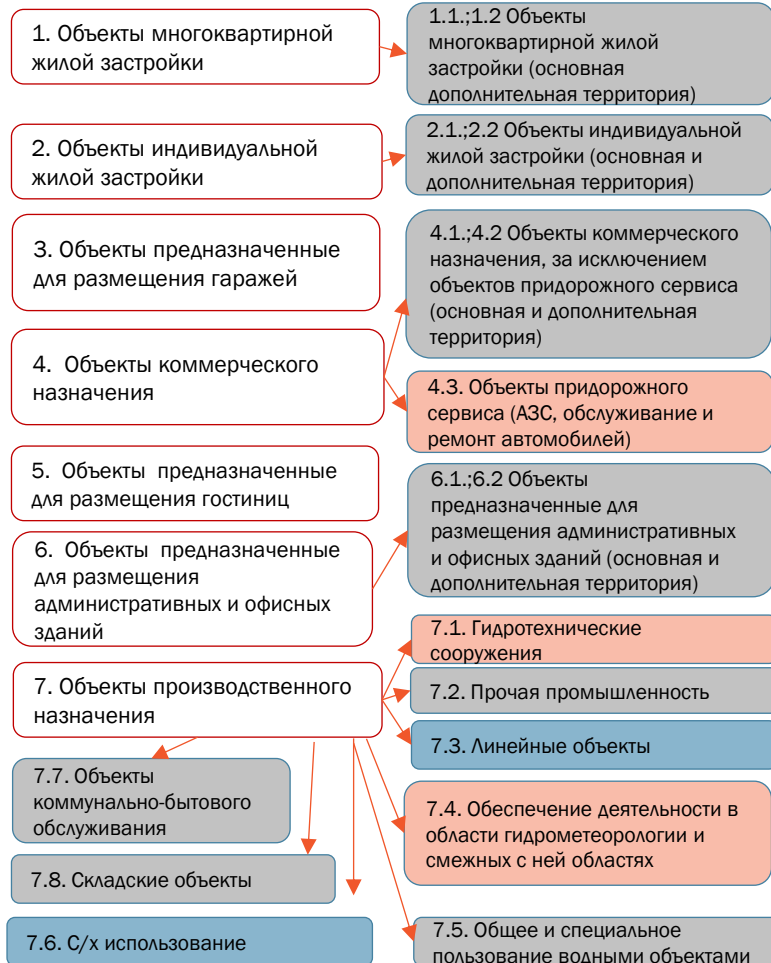 1. Объекты многоквартирной
жилой застройки
1.1.;1.2 Объекты
многоквартирной жилой
застройки (основная
дополнительная территория)
2. Объекты индивидуальной
жилой застройки
2.1.;2.2 Объекты индивидуальной
жилой застройки (основная и
дополнительная территория)
3. Объекты предназначенные
для размещения гаражей
4. Объекты коммерческого
назначения
4.1.;4.2 Объекты коммерческого
назначения, за исключением
объектов придорожного сервиса
(основная и дополнительная
территория)
4.3. Объекты придорожного
сервиса (АЗС, обслуживание и
ремонт автомобилей)
5. Объекты предназначенные
для размещения гостиниц
6. Объекты предназначенные
для размещения
административных и офисных
зданий
6.1.;6.2 Объекты
предназначенные для
размещения административных
и офисных зданий (основная и
дополнительная территория)
7. Объекты производственного
назначения
7.1. Гидротехнические
сооружения
7.2. Прочая промышленность
7.3. Линейные объекты
7.4. Обеспечение деятельности в
области гидрометеорологии и
смежных с ней областях
7.7. Объекты
коммунально-бытового
обслуживания
7.8. Складские объекты
7.6. С/х использование
7.5. Общее и специальное
пользование водными объектами